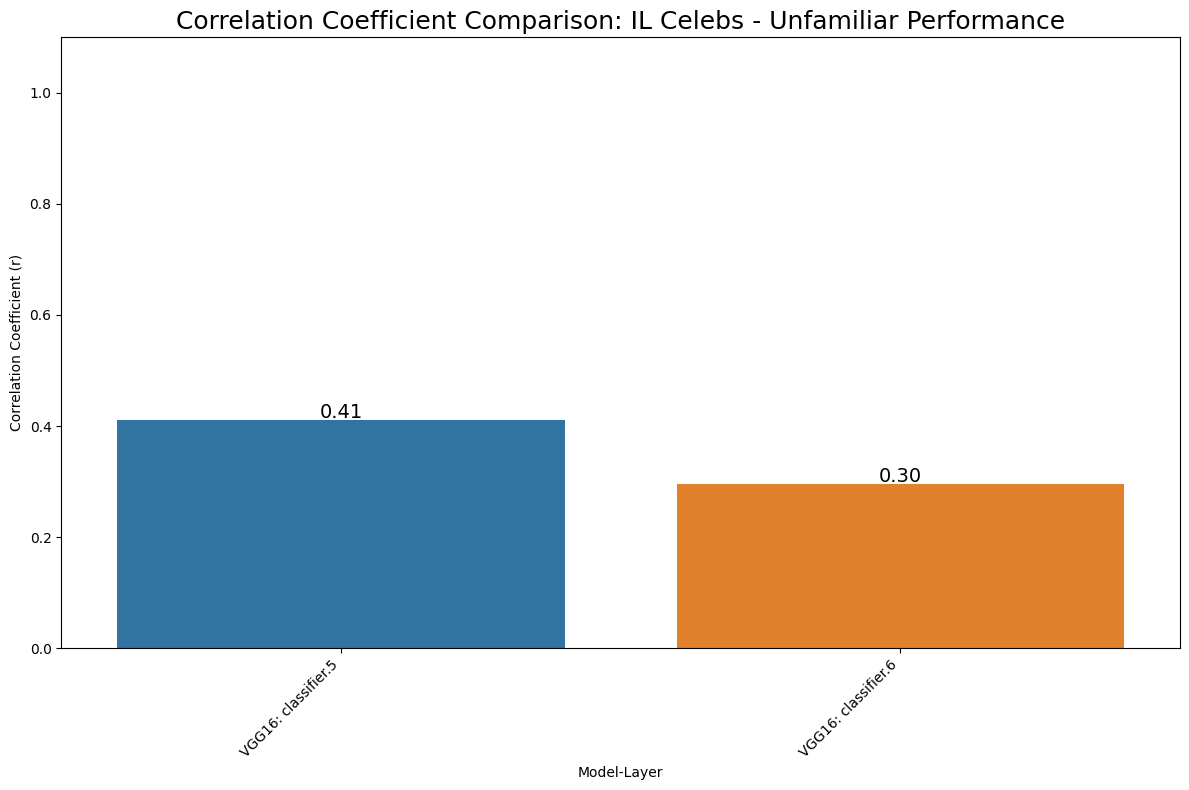 Correlation Coefficient Comparison: IL Celebs - Unfamiliar Performance
Correlation Coefficient (r)
1.0
0.8
0.6
0.4
0.2
0.0
0.41
0.30
VGG16: classifier.5
VGG16: classifier.6
Model-Layer